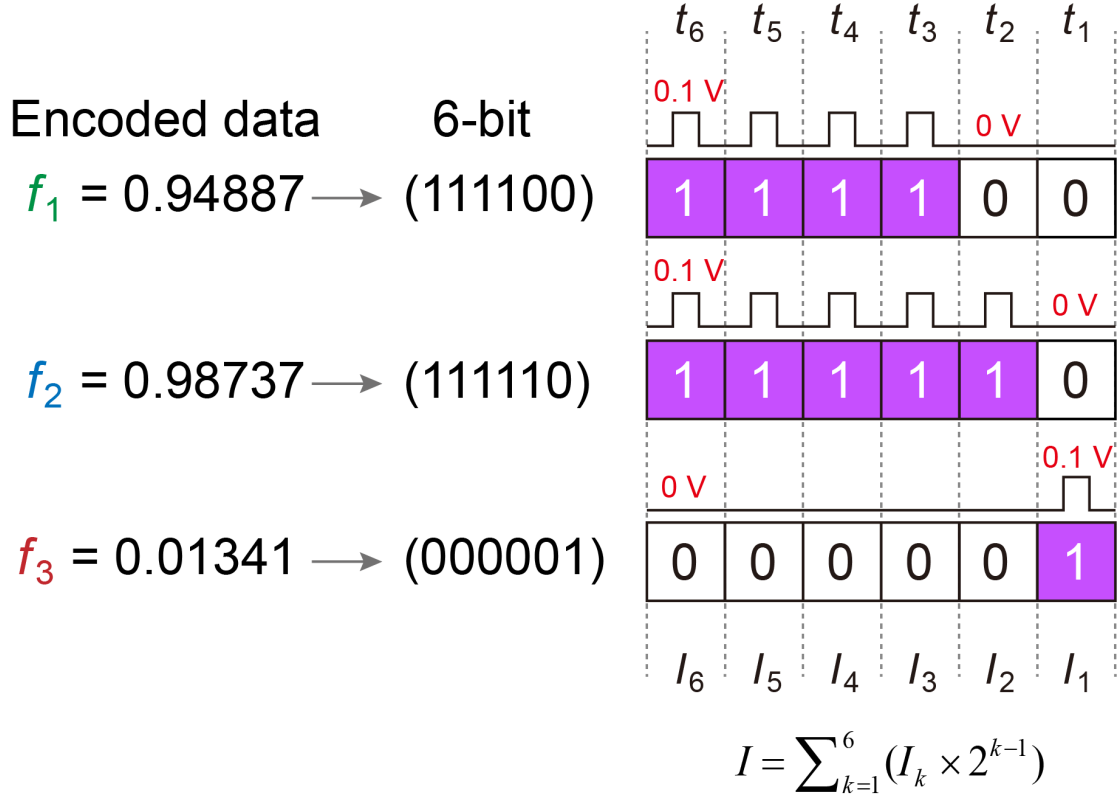 t₆ t₅ t₄ t₃ t₂ t₁
0.1 V 0 V
Encoded data 6-bit
f₁ = 0.94887 → (111100) 1 1 1 1 0 0
0.1 V 0 V
f₂ = 0.98737 → (111110) 1 1 1 1 1 0
0 V 0.1 V
f₃ = 0.01341 → (000001) 0 0 0 0 0 1
I₆ I₅ I₄ I₃ I₂ I₁
I = ∑⁶ₖ₌₁(Iₖ × 2ᵏ⁻¹)